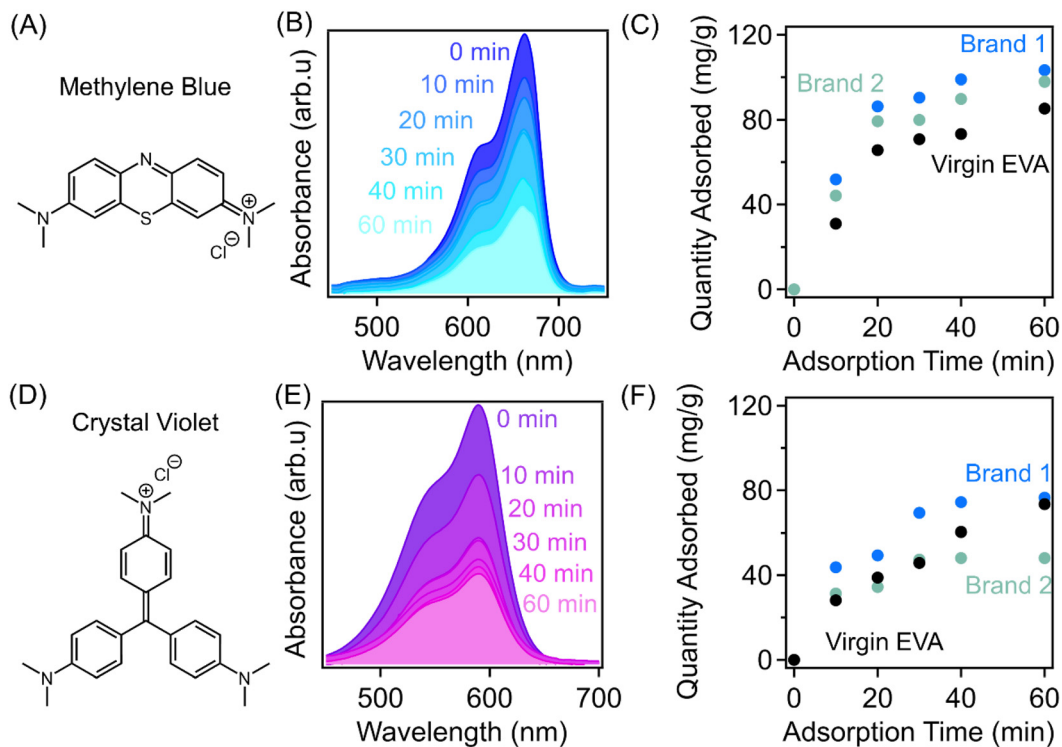 (A)
Methylene Blue
N
N
S
N
+
Cl
−
(B)
Absorbance (arb.u)
0 min
10 min
20 min
30 min
40 min
60 min
500 600 700
Wavelength (nm)
(C)
Quantity Adsorbed (mg/g)
120
80
40
0
Brand 1
Brand 2
Virgin EVA
0 20 40 60
Adsorption Time (min)
(D)
Crystal Violet
Cl
−
+
N
N
N
(E)
Absorbance (arb.u)
0 min
10 min
20 min
30 min
40 min
60 min
500 600 700
Wavelength (nm)
(F)
Quantity Adsorbed (mg/g)
120
80
40
0
Brand 1
Brand 2
Virgin EVA
0 20 40 60
Adsorption Time (min)